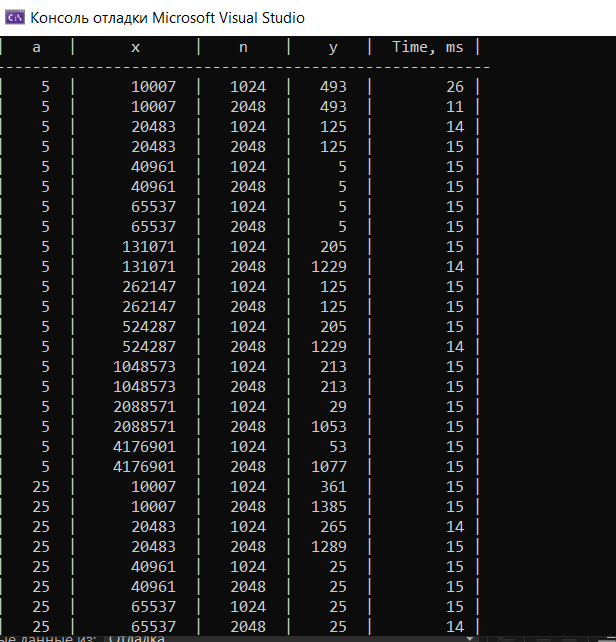 Консоль отладки Microsoft Visual Studio
| a | x | n | y | Time, ms |
-------------------------------------------------------
| 5 | 10007 | 1024 | 493 | 26 |
| 5 | 10007 | 2048 | 493 | 11 |
| 5 | 20483 | 1024 | 125 | 14 |
| 5 | 20483 | 2048 | 125 | 15 |
| 5 | 40961 | 1024 | 5 | 15 |
| 5 | 40961 | 2048 | 5 | 15 |
| 5 | 65537 | 1024 | 5 | 15 |
| 5 | 65537 | 2048 | 5 | 15 |
| 5 | 131071 | 1024 | 205 | 15 |
| 5 | 131071 | 2048 | 1229 | 14 |
| 5 | 262147 | 1024 | 125 | 15 |
| 5 | 262147 | 2048 | 125 | 15 |
| 5 | 524287 | 1024 | 205 | 15 |
| 5 | 524287 | 2048 | 1229 | 14 |
| 5 | 1048573 | 1024 | 213 | 15 |
| 5 | 1048573 | 2048 | 213 | 15 |
| 5 | 2088571 | 1024 | 29 | 15 |
| 5 | 2088571 | 2048 | 1053 | 15 |
| 5 | 4176901 | 1024 | 53 | 15 |
| 5 | 4176901 | 2048 | 1077 | 15 |
| 25 | 10007 | 1024 | 361 | 15 |
| 25 | 10007 | 2048 | 1385 | 15 |
| 25 | 20483 | 1024 | 265 | 14 |
| 25 | 20483 | 2048 | 1289 | 15 |
| 25 | 40961 | 1024 | 25 | 15 |
| 25 | 40961 | 2048 | 25 | 15 |
| 25 | 65537 | 1024 | 25 | 15 |
| 25 | 65537 | 2048 | 25 | 14 |
данные из: Отладка